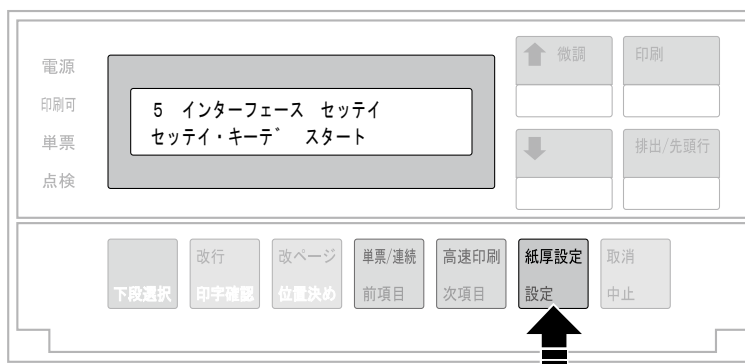 電源
印刷可
単票
点検
5 インターフェース セッテイ
セッテイ・キーデ゛ スタート
微調
印刷
排出/先頭行
改行
改ページ
単票/連続
高速印刷
紙厚設定
取消
下段選択
印字確認
位置決め
前項目
次項目
設定
中止